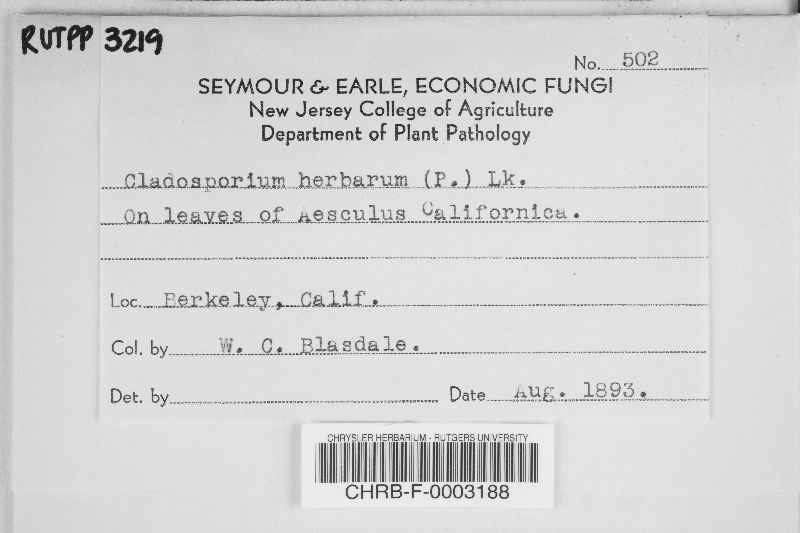 RUTPP 3219
No. 502
SEYMOUR & EARLE, ECONOMIC FUNGI
New Jersey College of Agriculture
Department of Plant Pathology
Cladosporium herbarum (P.) Lk.
On leaves of Aesculus Californica.
Loc. Berkeley, Calif.
Col. by W. C. Blasdale.
Det. by
Date Aug. 1893.
CHRYSLER HERBARIUM - RUTGERS UNIVERSITY
CHRB-F-0003188